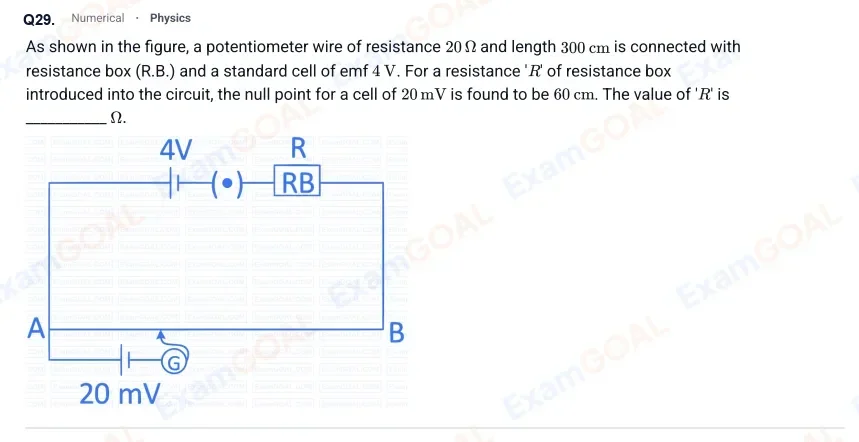 Q29. Numerical · Physics
As shown in the figure, a potentiometer wire of resistance 20 Ω and length 300 cm is connected with
resistance box (R.B.) and a standard cell of emf 4 V. For a resistance 'R' of resistance box
introduced into the circuit, the null point for a cell of 20 mV is found to be 60 cm. The value of 'R' is
____________ Ω.
4V R
(•) RB
A B
G
20 mV
ExamGOAL
ExamGOAL
ExamGOAL
ExamGOAL
ExamGOAL